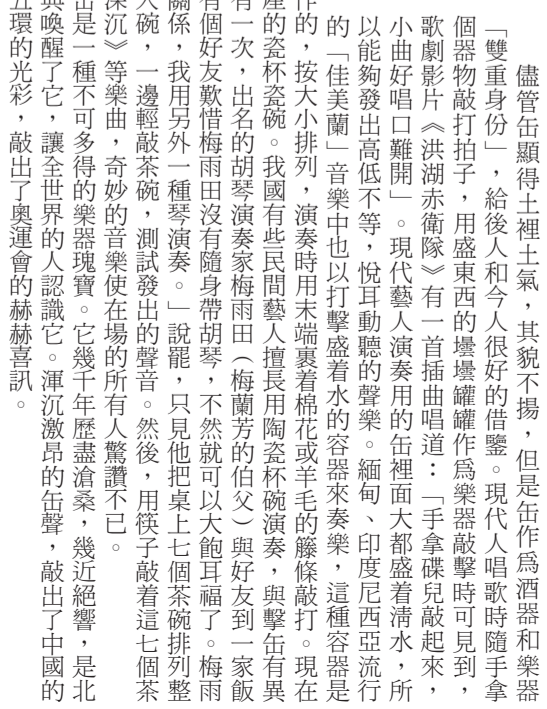 儘管缶顯得土裡土氣，其貌不揚，但是缶作爲酒器和樂器
「雙重身份」，給後人和今人很好的借鑒。現代人唱歌時隨手拿
個器物敲打拍子，用盛東西的壜壜罐罐作爲樂器敲擊時可見到，
歌劇影片《洪湖赤衛隊》有一首插曲唱道：「手拿碟兒敲起來，
小曲好唱口難開」。現代藝人演奏用的缶裡面大都盛着清水，所
以能夠發出高低不等，悅耳動聽的聲樂。緬甸、印度尼西亞流行
的「佳美蘭」音樂中也以打擊盛着水的容器來奏樂，這種容器是
作的，按大小排列，演奏時用末端裹着棉花或羊毛的籐條敲打。現在
産的瓷杯瓷碗。我國有些民間藝人擅長用陶瓷杯碗演奏，與擊缶有異
有一次，出名的胡琴演奏家梅雨田（梅蘭芳的伯父）與好友到一家飯
有個好友歎惜梅雨田沒有隨身帶胡琴，不然就可以大飽耳福了。梅雨
關係，我用另外一種琴演奏。」說罷，只見他把桌上七個茶碗排列整
碗，一邊輕敲茶碗，測試發出的聲音。然後，用筷子敲着這七個茶
深沉》等樂曲，奇妙的音樂使在場的所有人驚讚不已。
是一種不可多得的樂器瑰寶。它幾千年歷盡滄桑，幾近絕響，是北
喚醒了它，讓全世界的人認識它。渾沉激昂的缶聲，敲出了中國的
五環的光彩，敲出了奧運會的赫赫喜訊。